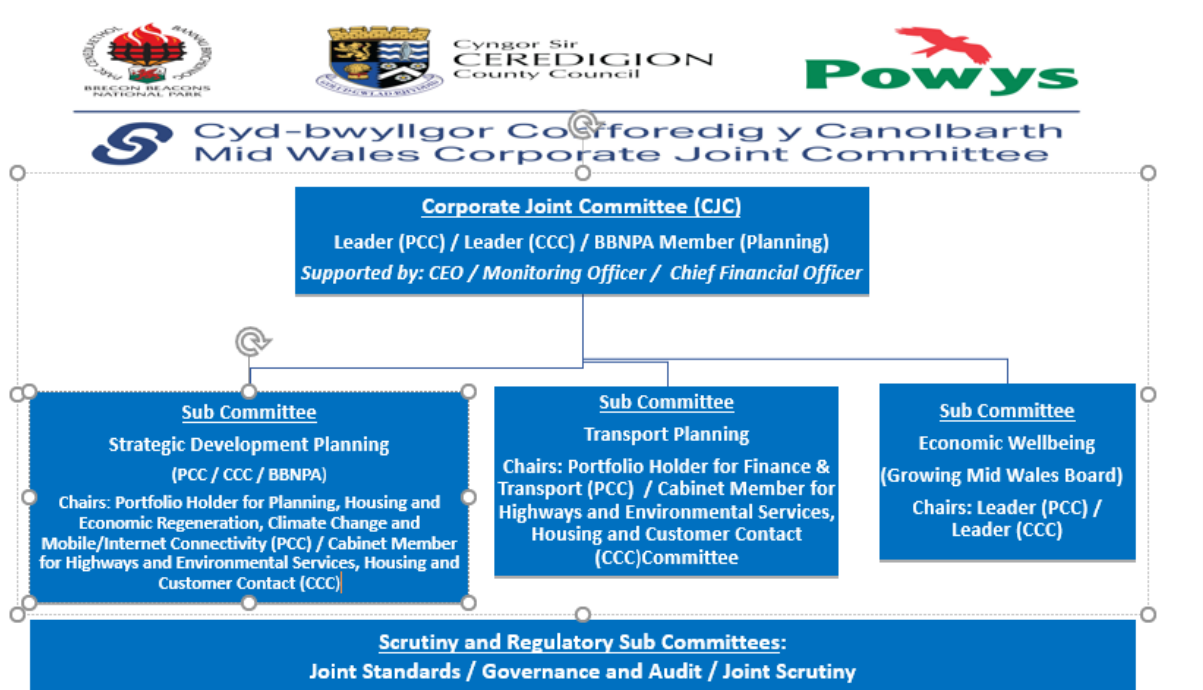 PARC CENEDLAETHOL BANNAU BRYCHEINIOG
BRECON BEACONS
NATIONAL PARK
Cyngor Sir
CEREDIGION
County Council
Powys
Cyd-bwyllgor Corfforedig y Canolbarth
Mid Wales Corporate Joint Committee
Corporate Joint Committee (CJC)
Leader (PCC) / Leader (CCC) / BBNPA Member (Planning)
Supported by: CEO / Monitoring Officer / Chief Financial Officer
Sub Committee
Strategic Development Planning
(PCC / CCC / BBNPA)
Chairs: Portfolio Holder for Planning, Housing and
Economic Regeneration, Climate Change and
Mobile/Internet Connectivity (PCC) / Cabinet Member
for Highways and Environmental Services, Housing and
Customer Contact (CCC)
Sub Committee
Transport Planning
Chairs: Portfolio Holder for Finance &
Transport (PCC) / Cabinet Member for
Highways and Environmental Services,
Housing and Customer Contact
(CCC)Committee
Sub Committee
Economic Wellbeing
(Growing Mid Wales Board)
Chairs: Leader (PCC) /
Leader (CCC)
Scrutiny and Regulatory Sub Committees:
Joint Standards / Governance and Audit / Joint Scrutiny